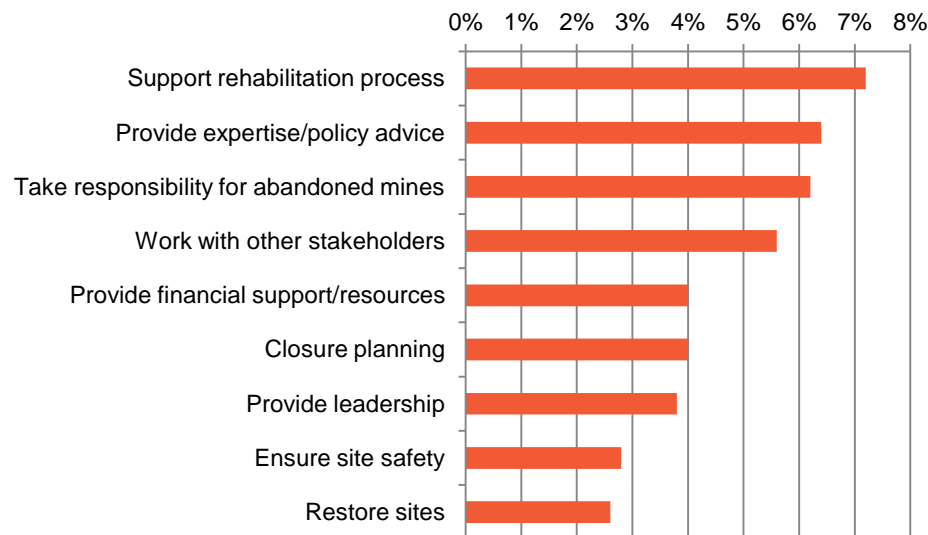 0% 1% 2% 3% 4% 5% 6% 7% 8%
Support rehabilitation process
Provide expertise/policy advice
Take responsibility for abandoned mines
Work with other stakeholders
Provide financial support/resources
Closure planning
Provide leadership
Ensure site safety
Restore sites